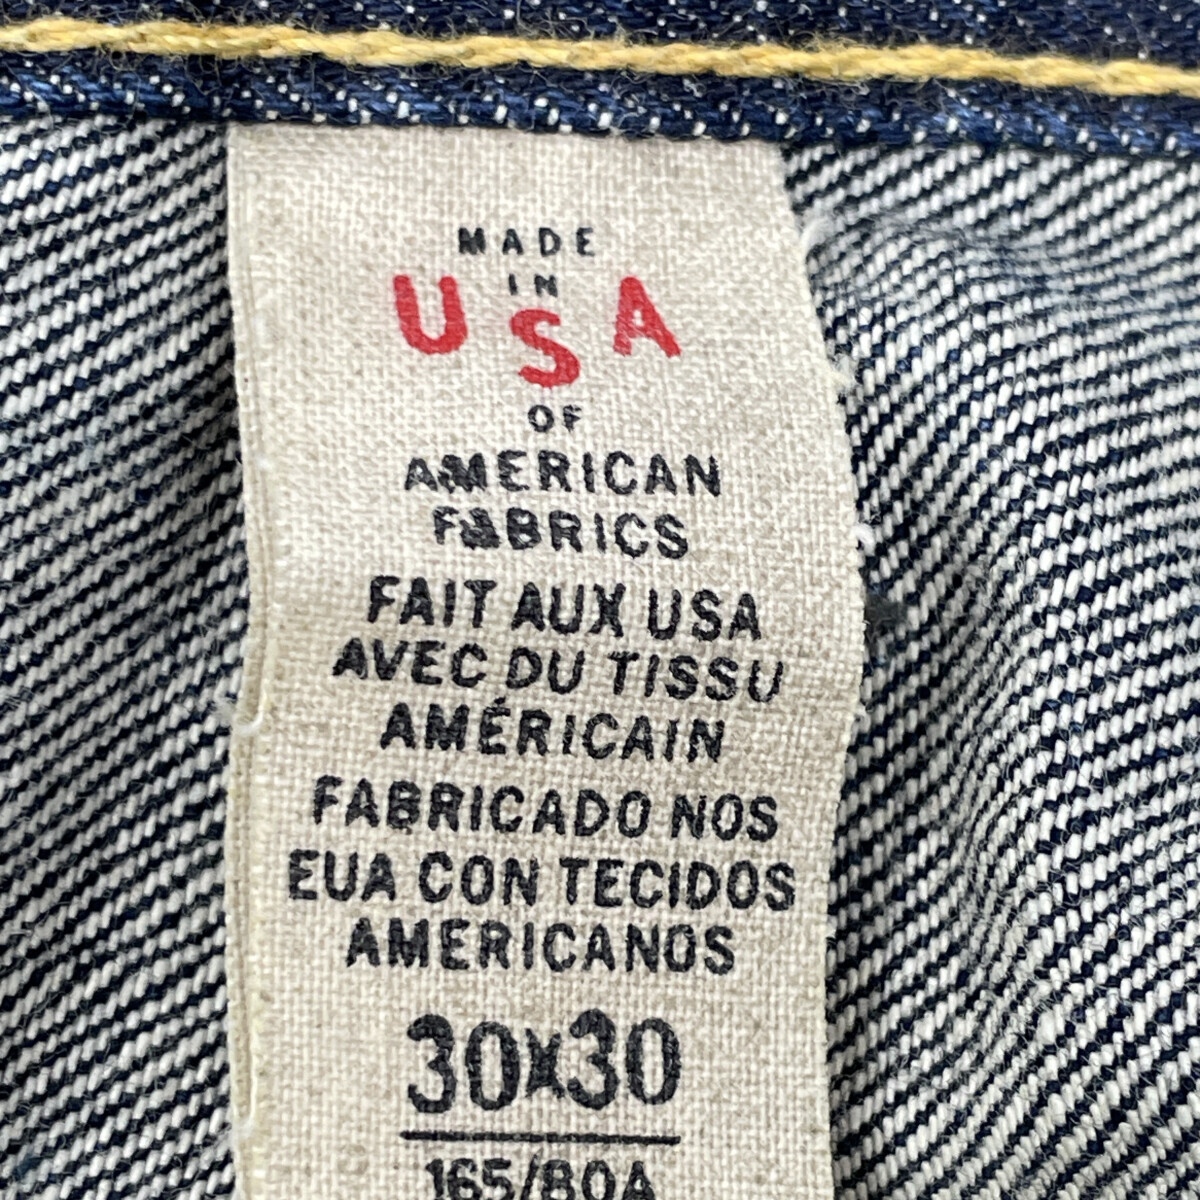 MADE
IN
USA
OF
AMERICAN
FABRICS
FAIT AUX USA
AVEC DU TISSU
AMÉRICAIN
FABRICADO NOS
EUA CON TECIDOS
AMERICANOS
30X30
165/80A